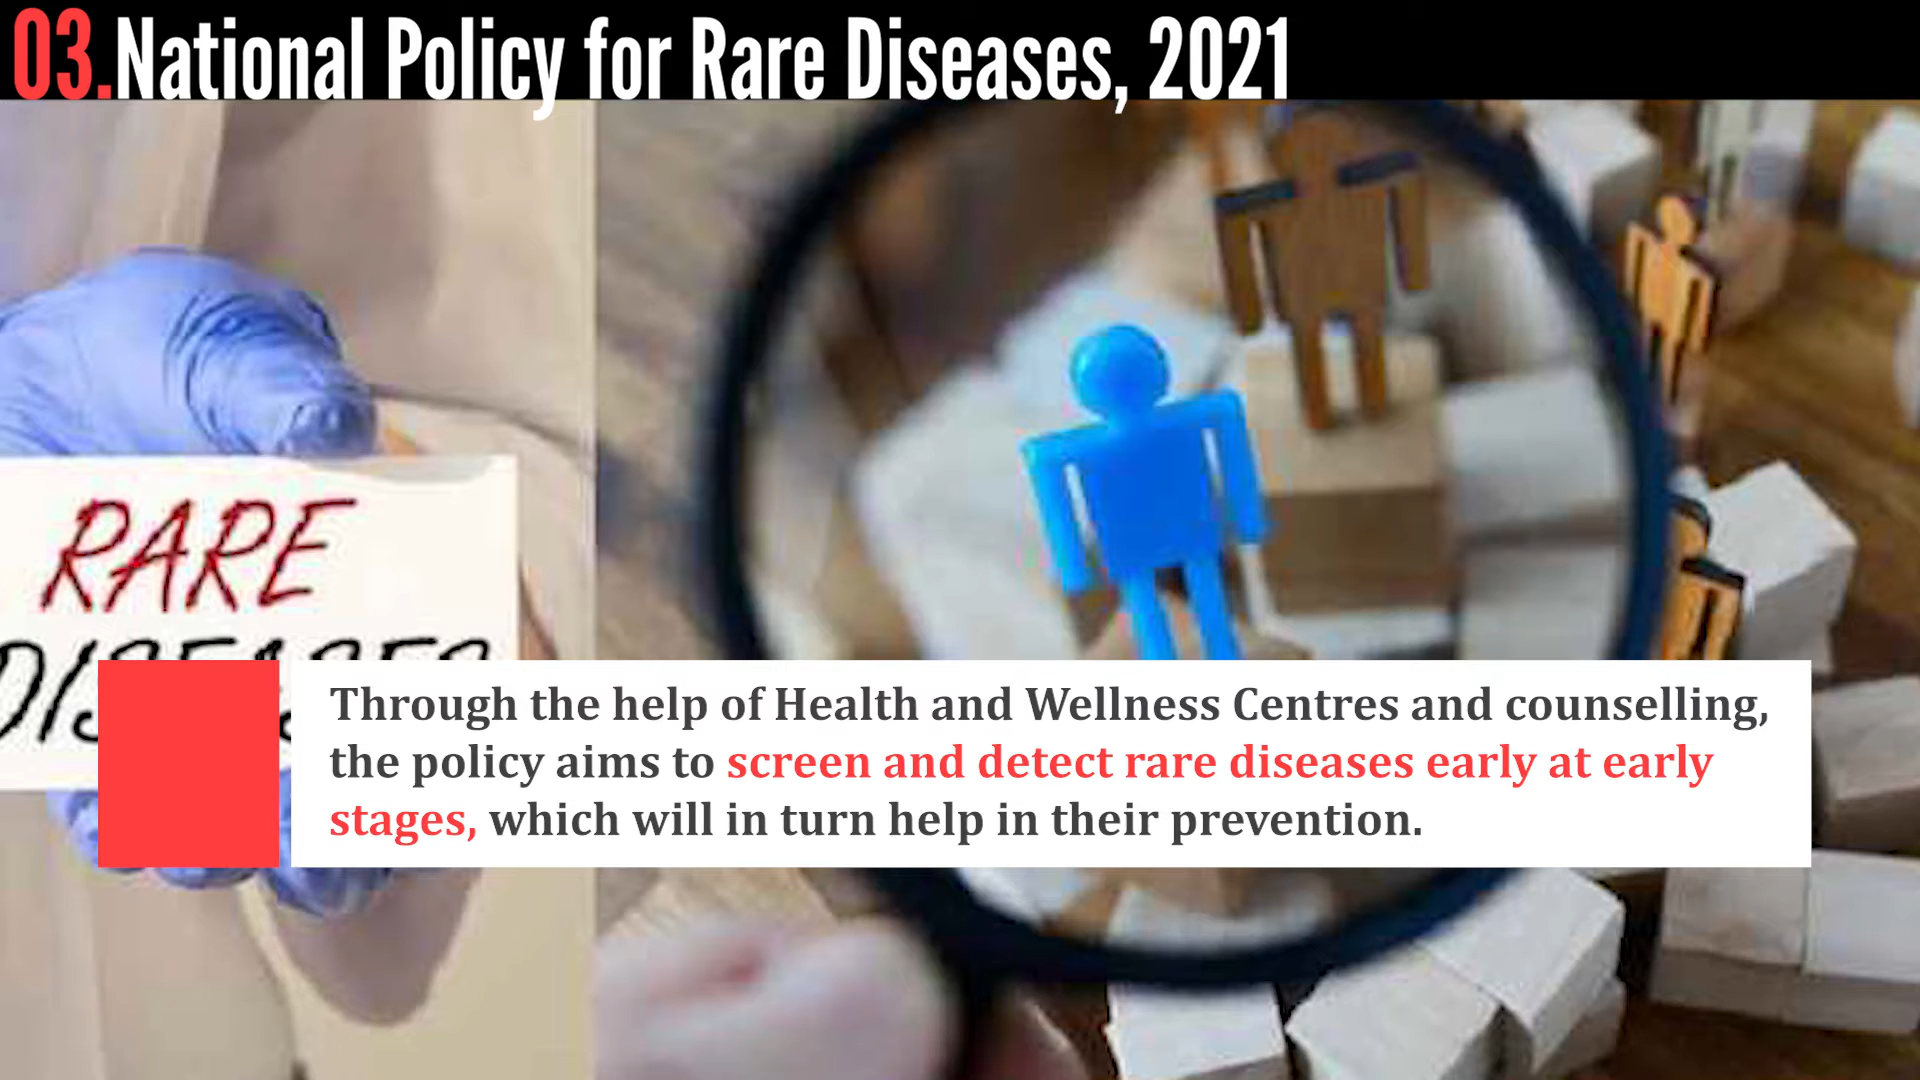 03.National Policy for Rare Diseases, 2021
RARE
DISEASES
Through the help of Health and Wellness Centres and counselling,
the policy aims to screen and detect rare diseases early at early
stages, which will in turn help in their prevention.